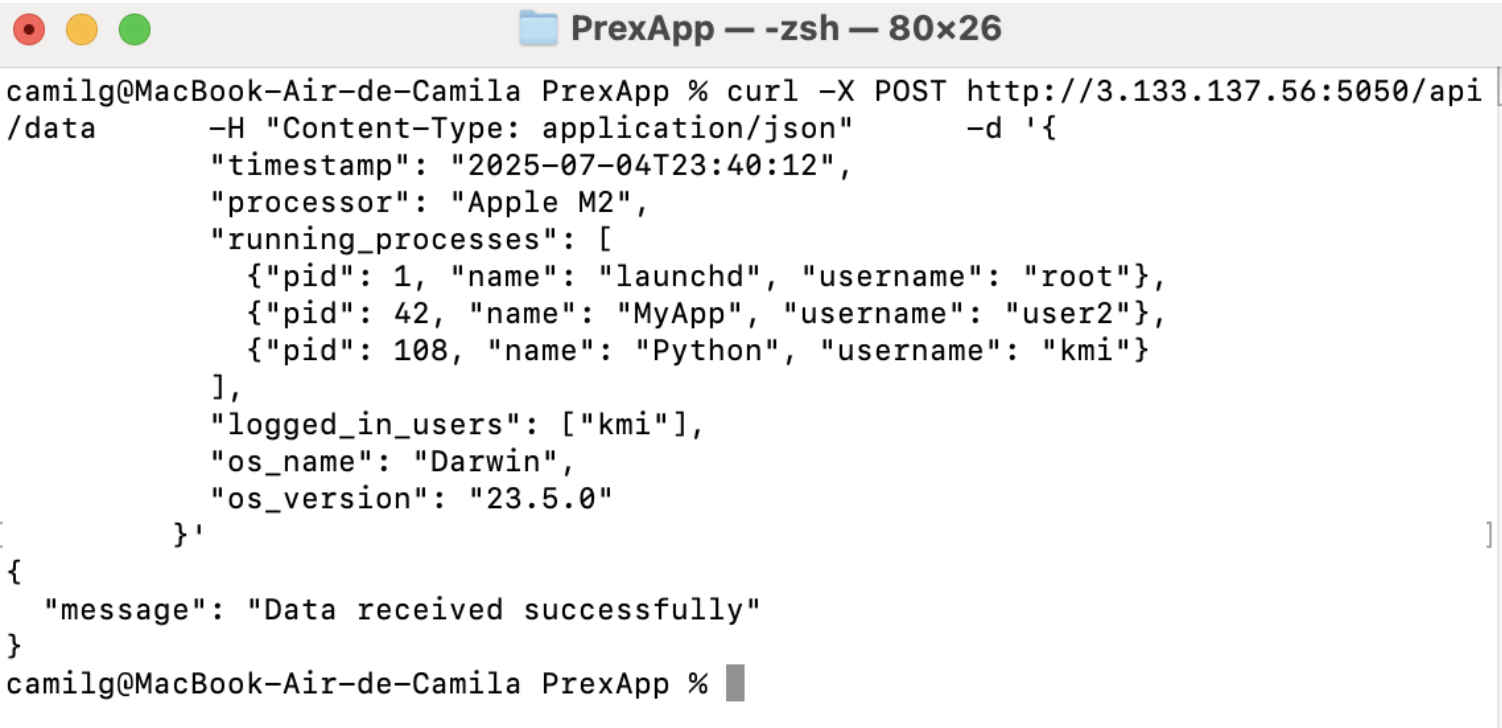 PrexApp — -zsh — 80×26
camilg@MacBook-Air-de-Camila PrexApp % curl -X POST http://3.133.137.56:5050/api
/data      -H "Content-Type: application/json"      -d '{
           "timestamp": "2025-07-04T23:40:12",
           "processor": "Apple M2",
           "running_processes": [
             {"pid": 1, "name": "launchd", "username": "root"},
             {"pid": 42, "name": "MyApp", "username": "user2"},
             {"pid": 108, "name": "Python", "username": "kmi"}
           ],
           "logged_in_users": ["kmi"],
           "os_name": "Darwin",
           "os_version": "23.5.0"
         }'
{
  "message": "Data received successfully"
}
camilg@MacBook-Air-de-Camila PrexApp %